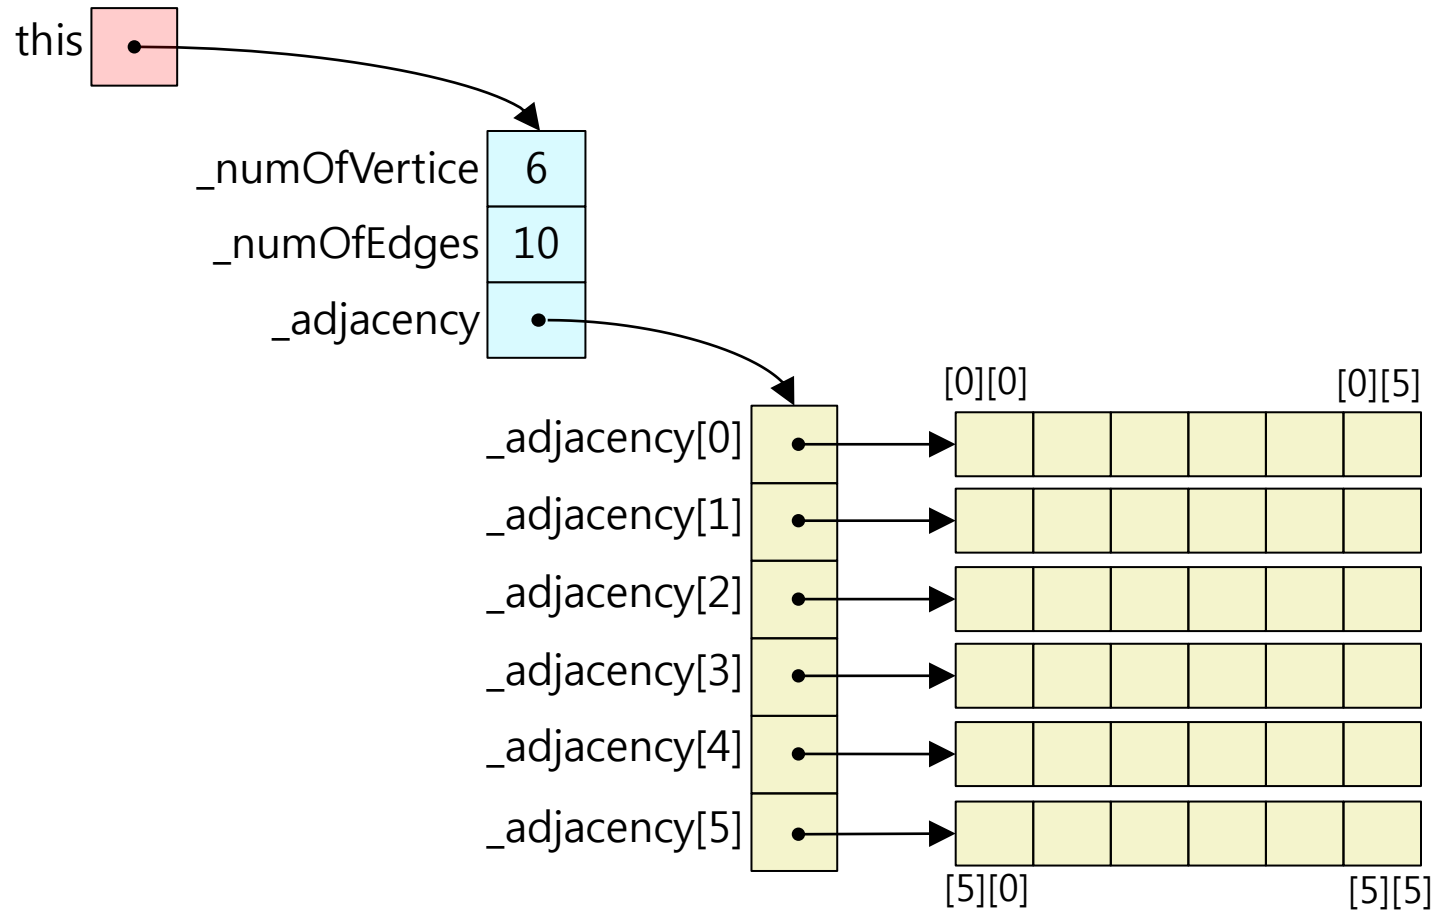 this
_numOfVertice 6
_numOfEdges 10
_adjacency
[0][0] [0][5]
_adjacency[0]
_adjacency[1]
_adjacency[2]
_adjacency[3]
_adjacency[4]
_adjacency[5]
[5][0] [5][5]